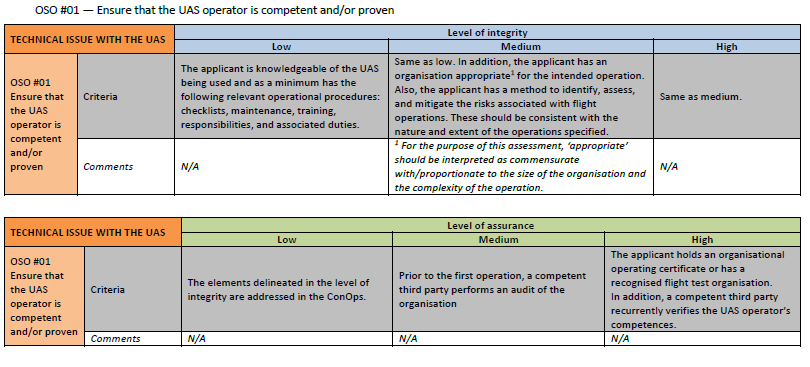 OSO #01 — Ensure that the UAS operator is competent and/or proven
TECHNICAL ISSUE WITH THE UAS
Level of integrity
Low
Medium
High
OSO #01
Ensure that
the UAS
operator is
competent
and/or
proven
Criteria
The applicant is knowledgeable of the UAS
being used and as a minimum has the
following relevant operational procedures:
checklists, maintenance, training,
responsibilities, and associated duties.
Same as low. In addition, the applicant has an
organisation appropriate¹ for the intended operation.
Also, the applicant has a method to identify, assess,
and mitigate the risks associated with flight
operations. These should be consistent with the
nature and extent of the operations specified.
Same as medium.
Comments
N/A
¹ For the purpose of this assessment, ‘appropriate’
should be interpreted as commensurate
with/proportionate to the size of the organisation and
the complexity of the operation.
N/A
TECHNICAL ISSUE WITH THE UAS
Level of assurance
Low
Medium
High
OSO #01
Ensure that
the UAS
operator is
competent
and/or proven
Criteria
The elements delineated in the level of
integrity are addressed in the ConOps.
Prior to the first operation, a competent
third party performs an audit of the
organisation
The applicant holds an organisational
operating certificate or has a
recognised flight test organisation.
In addition, a competent third party
recurrently verifies the UAS operator’s
competences.
Comments
N/A
N/A
N/A